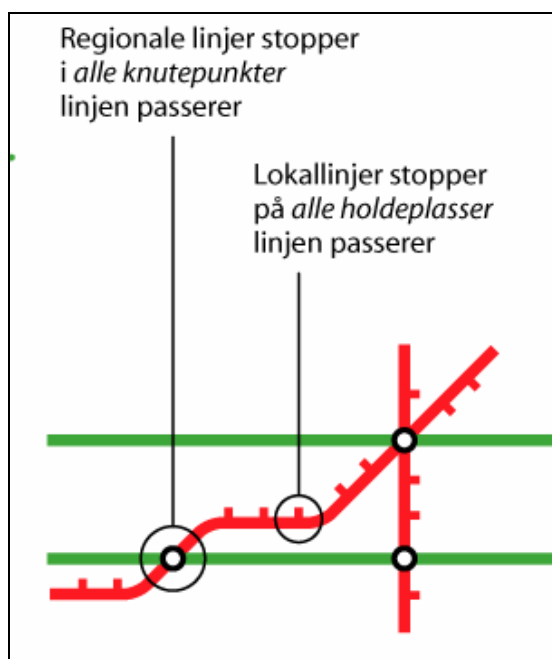 Regionale linjer stopper
i alle knutepunkter
linjen passerer
Lokallinjer stopper
på alle holdeplasser
linjen passerer